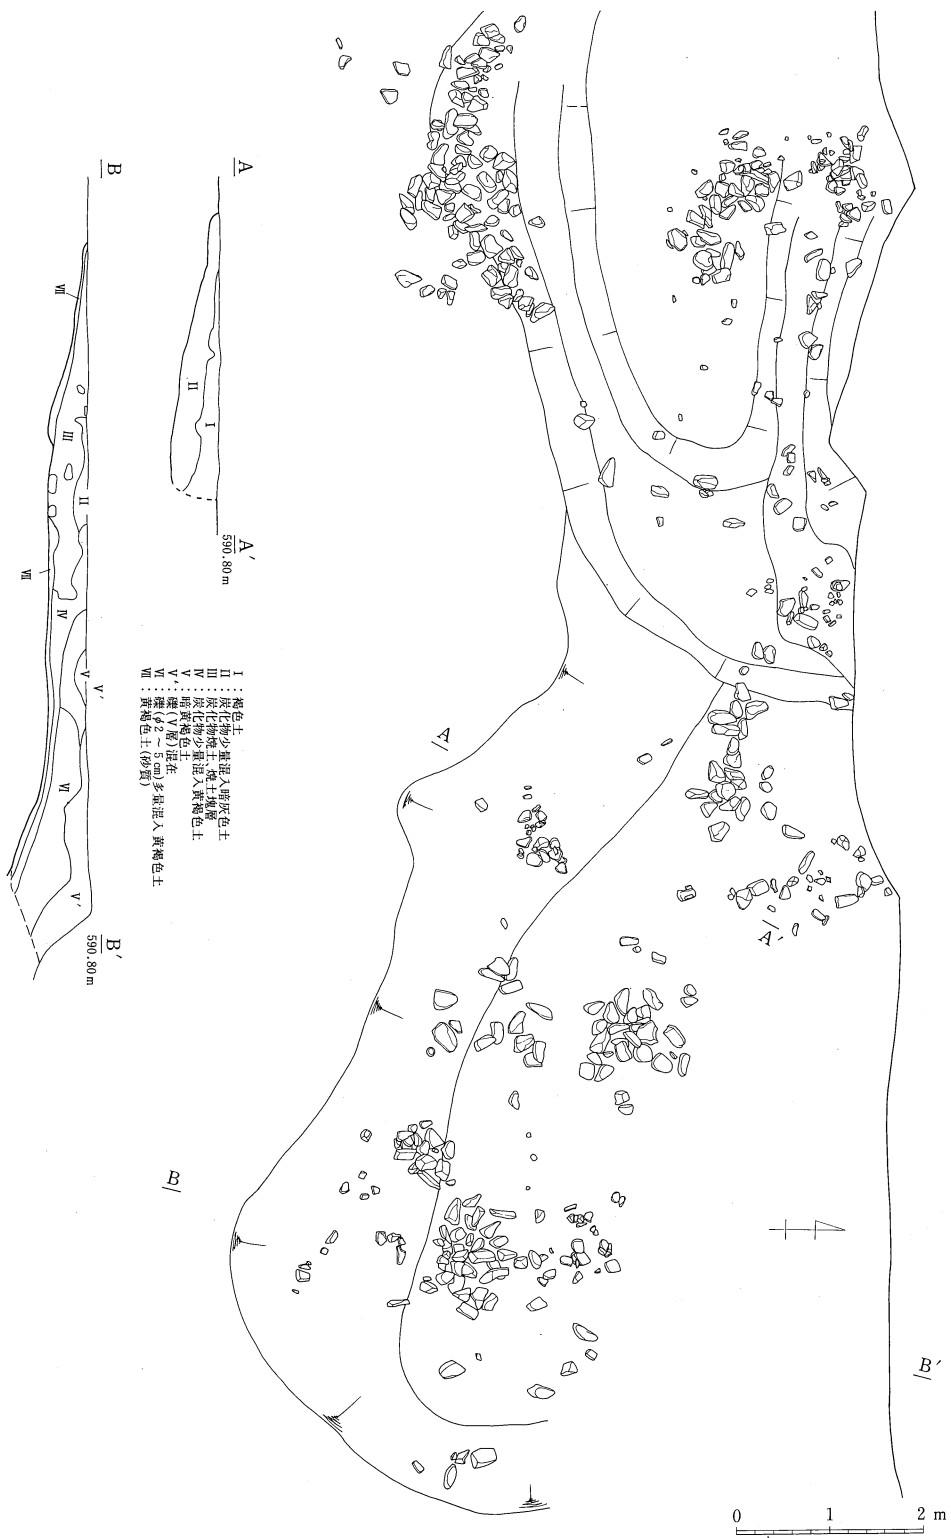 A
A′
590.80m
II
I
B
B′
590.80m
VII
III
II
VII
IV
V
V′
VI
V′
I：褐色土
II：炭化物少量混入暗灰色土
III：炭化物焼土、焼土塊層
IV：炭化物少量混入黄褐色土
V：暗黄褐色土
V′：礫(V層)混在
VI：礫(φ2～5cm)多量混入黄褐色土
VII：黄褐色土(砂質)
A
A′
B
B′
0 1 2 m